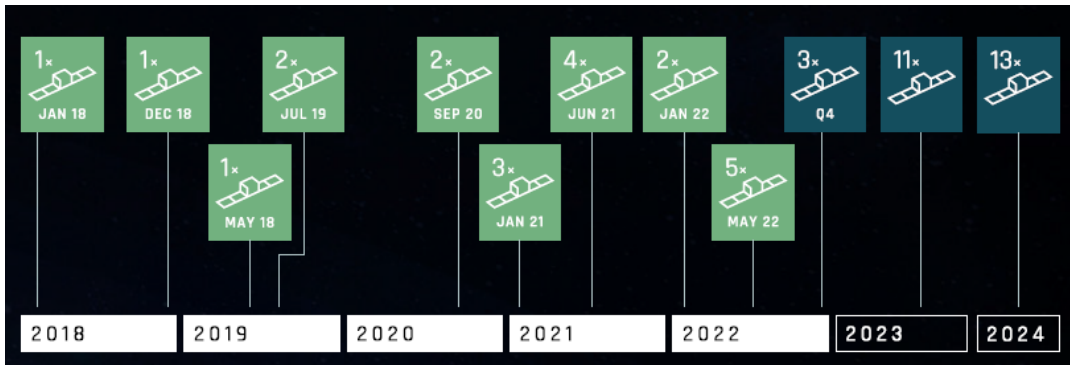 1×
JAN 18
1×
DEC 18
2×
JUL 19
2×
SEP 20
4×
JUN 21
2×
JAN 22
3×
Q4
11×
13×
1×
MAY 18
3×
JAN 21
5×
MAY 22
2018
2019
2020
2021
2022
2023
2024